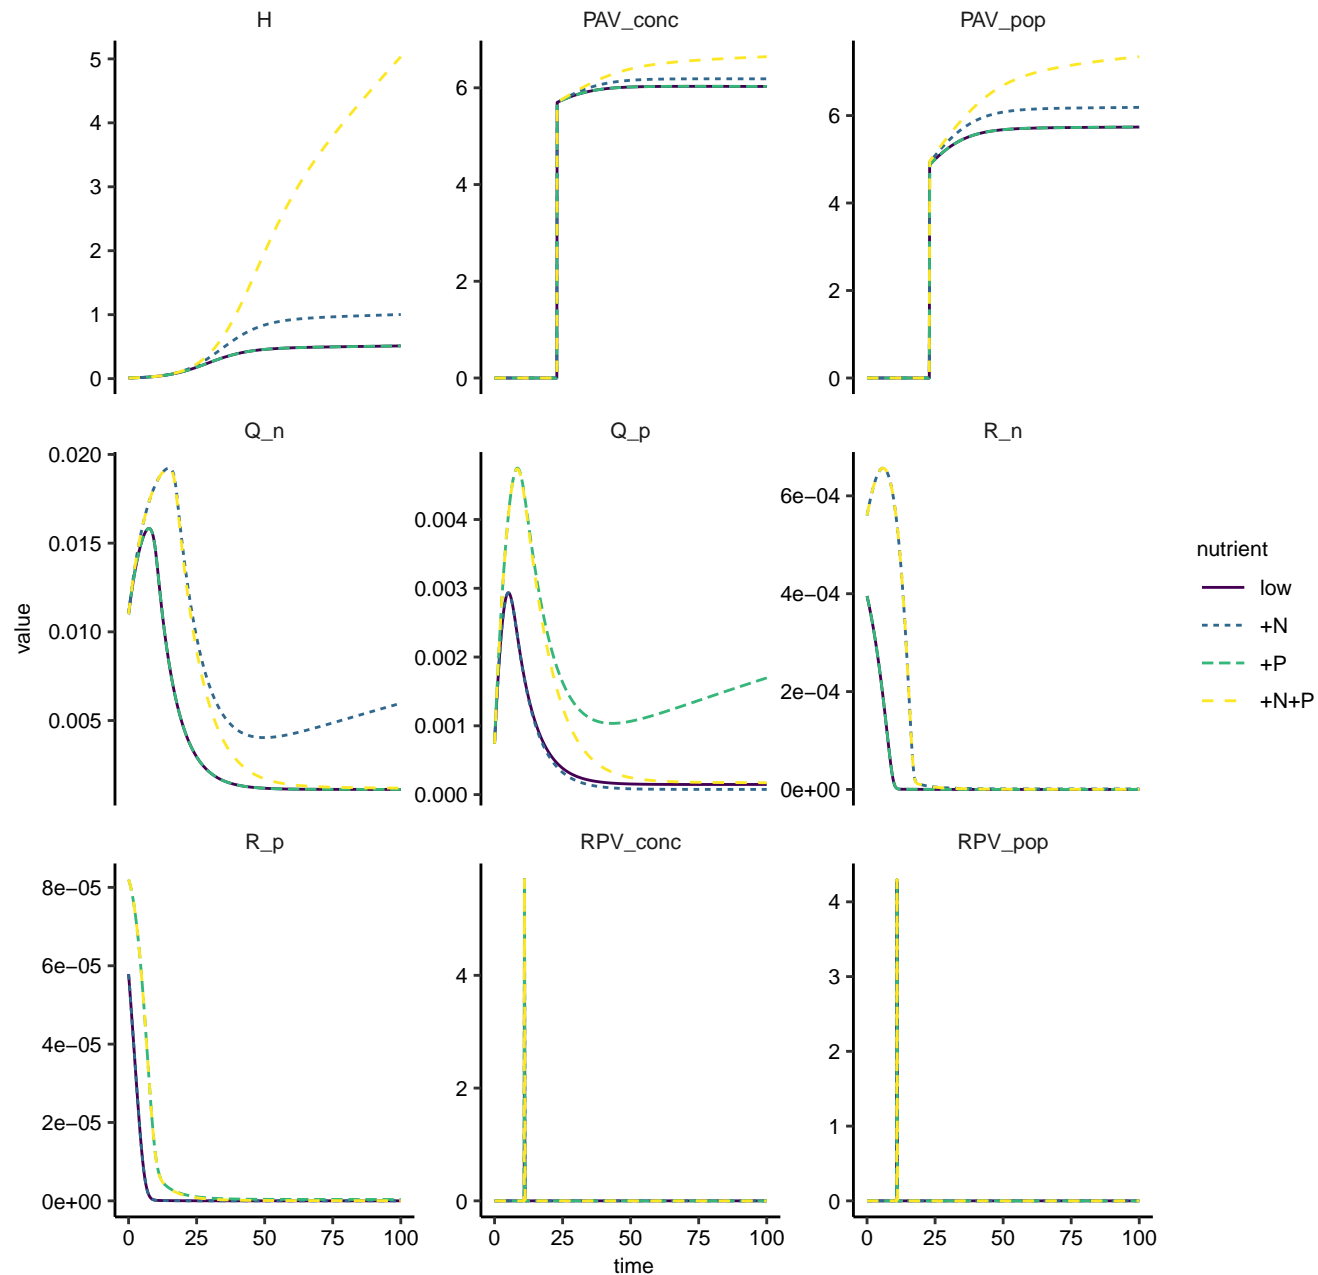 H
PAV_conc
PAV_pop
5
4
3
2
1
0
6
4
2
0
6
4
2
0
Q_n
Q_p
R_n
0.020
0.015
0.010
0.005
0.004
0.003
0.002
0.001
0.000
6e−04
4e−04
2e−04
0e+00
R_p
RPV_conc
RPV_pop
8e−05
6e−05
4e−05
2e−05
0e+00
4
2
0
4
3
2
1
0
0 25 50 75 100
0 25 50 75 100
0 25 50 75 100
time
value
nutrient
low
+N
+P
+N+P